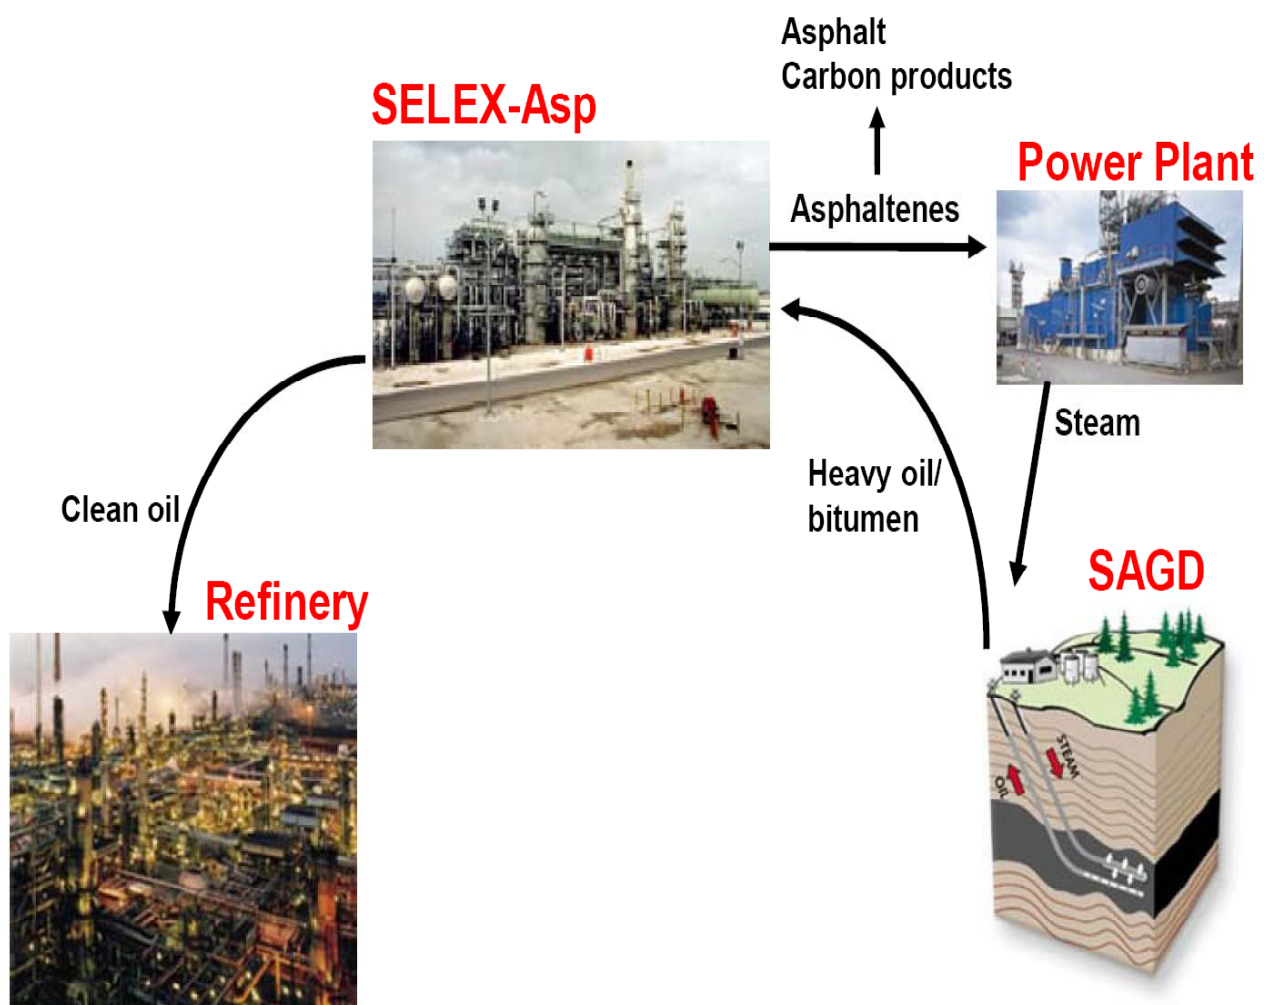 Asphalt
Carbon products
SELEX-Asp
Power Plant
Asphaltenes
Steam
Heavy oil/
bitumen
Clean oil
SAGD
Refinery
STEAM
OIL